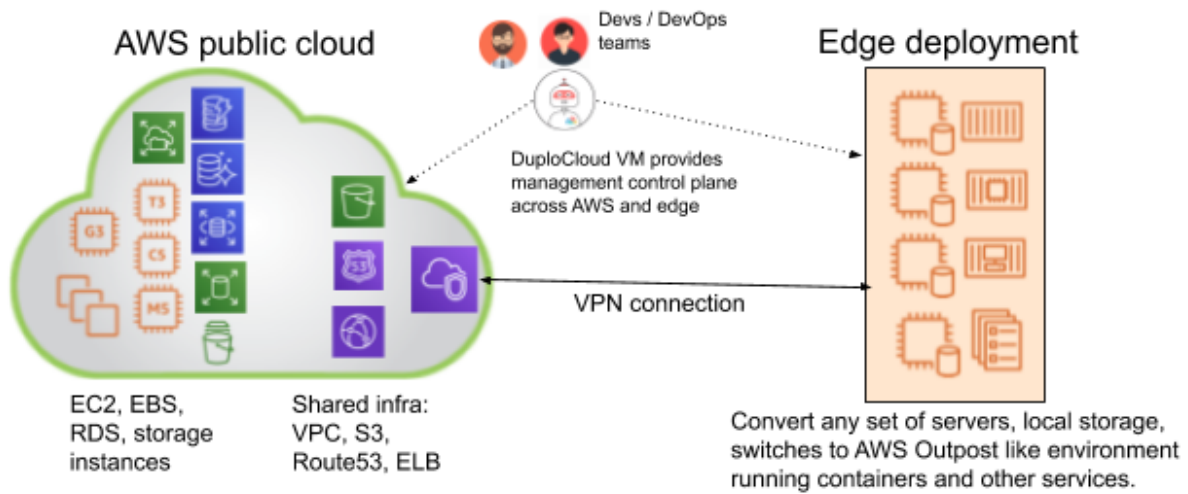 AWS public cloud
Devs / DevOps
teams
Edge deployment
DuploCloud VM provides
management control plane
across AWS and edge
T3
G3
C5
M5
53
VPN connection
EC2, EBS,
RDS, storage
instances
Shared infra:
VPC, S3,
Route53, ELB
Convert any set of servers, local storage,
switches to AWS Outpost like environment
running containers and other services.